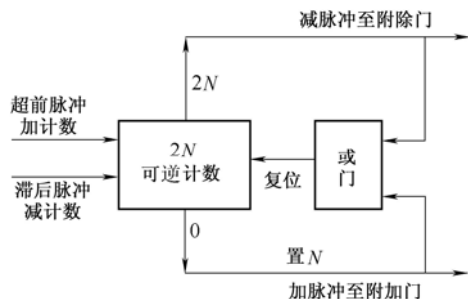 减脉冲至附除门
2N
超前脉冲
加计数
2N
可逆计数
滞后脉冲
减计数
复位
或
门
0
置N
加脉冲至附加门